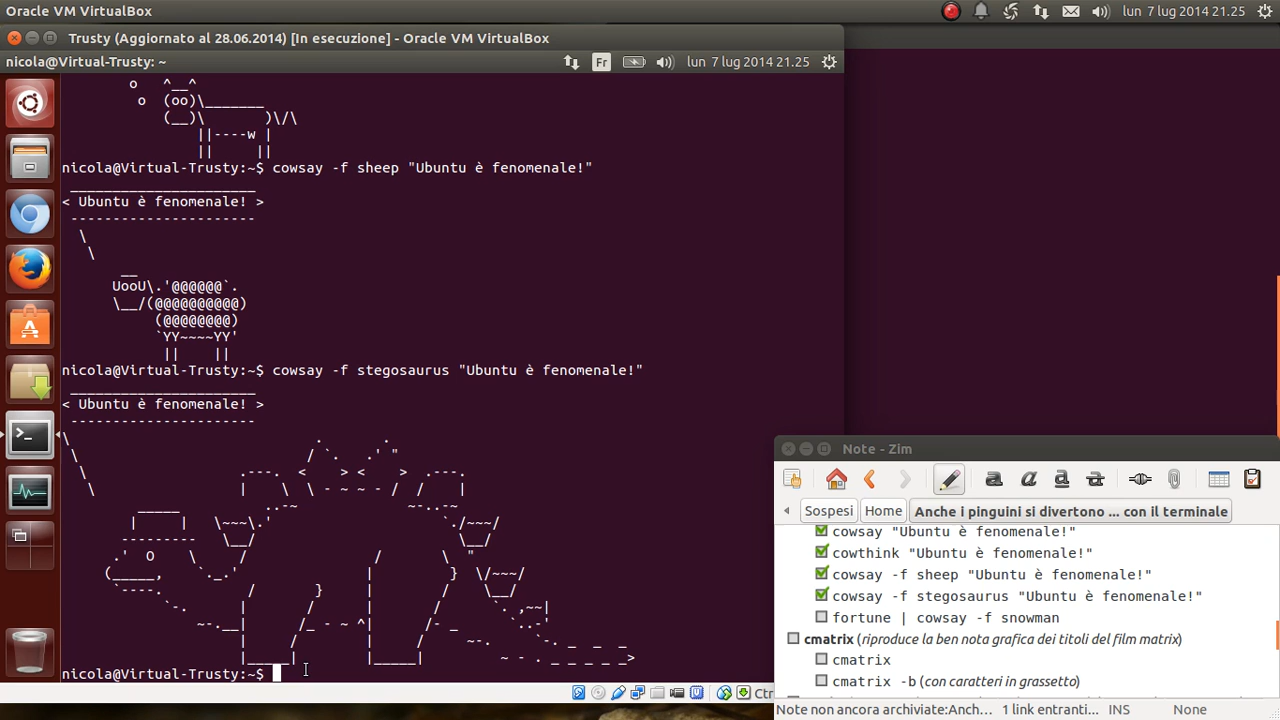 Oracle VM VirtualBox
lun 7 lug 2014 21.25
Trusty (Aggiornato al 28.06.2014) [In esecuzione] - Oracle VM VirtualBox
nicola@Virtual-Trusty: ~
Fr
lun 7 lug 2014 21.25
nicola@Virtual-Trusty:~$ cowsay -f sheep "Ubuntu è fenomenale!"
< Ubuntu è fenomenale! >
nicola@Virtual-Trusty:~$ cowsay -f stegosaurus "Ubuntu è fenomenale!"
< Ubuntu è fenomenale! >
nicola@Virtual-Trusty:~$
Ctr
Note - Zim
Sospesi
Home
Anche i pinguini si divertono ... con il terminale
cowsay "Ubuntu è fenomenale!"
cowthink "Ubuntu è fenomenale!"
cowsay -f sheep "Ubuntu è fenomenale!"
cowsay -f stegosaurus "Ubuntu è fenomenale!"
fortune | cowsay -f snowman
cmatrix (riproduce la ben nota grafica dei titoli del film matrix)
cmatrix
cmatrix -b (con caratteri in grassetto)
Note non ancora archiviate:Anch...
1 link entranti...
INS
None